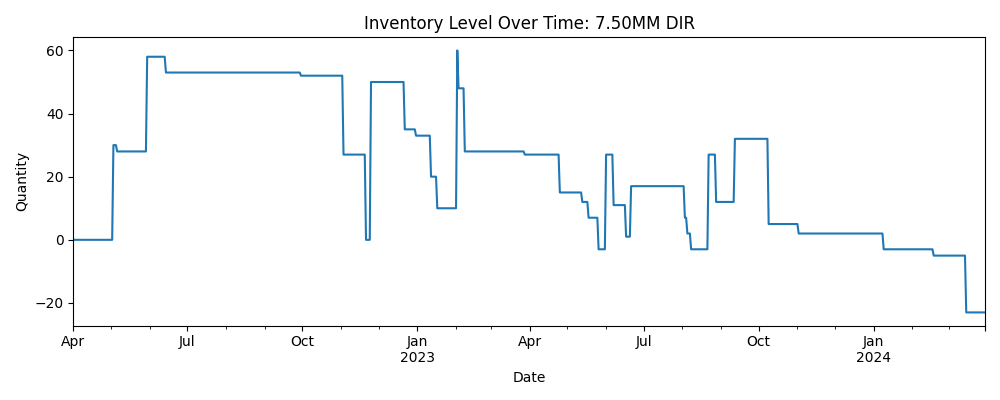 Inventory Level Over Time: 7.50MM DIR
Quantity
60
40
20
0
−20
Apr
Jul
Oct
Jan
2023
Apr
Jul
Oct
Jan
2024
Date